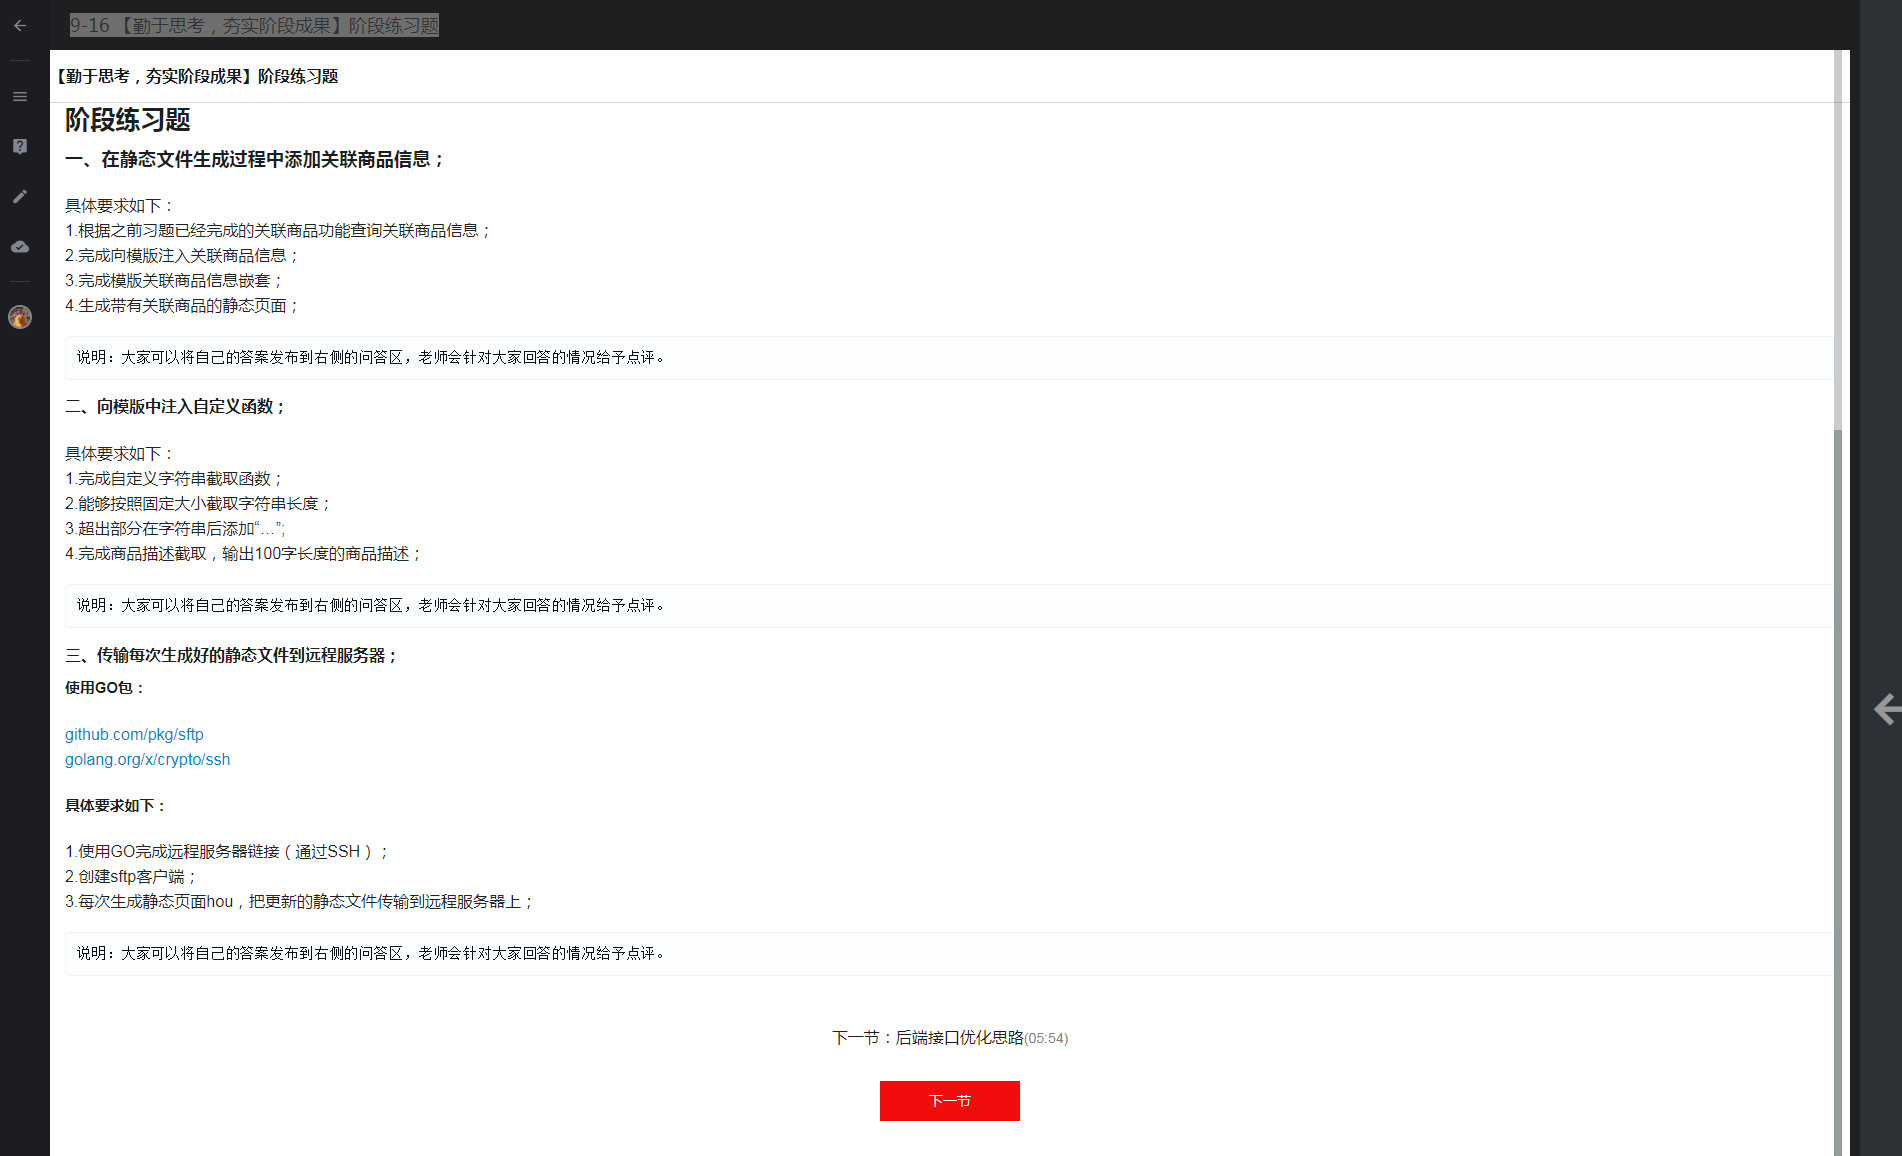 9-16 【勤于思考，夯实阶段成果】阶段练习题
【勤于思考，夯实阶段成果】阶段练习题
阶段练习题
一、在静态文件生成过程中添加关联商品信息；
具体要求如下：
1.根据之前习题已经完成的关联商品功能查询关联商品信息；
2.完成向模版注入关联商品信息；
3.完成模版关联商品信息嵌套；
4.生成带有关联商品的静态页面；
说明：大家可以将自己的答案发布到右侧的问答区，老师会针对大家回答的情况给予点评。
二、向模版中注入自定义函数；
具体要求如下：
1.完成自定义字符串截取函数；
2.能够按照固定大小截取字符串长度；
3.超出部分在字符串后添加“…”;
4.完成商品描述截取，输出100字长度的商品描述；
说明：大家可以将自己的答案发布到右侧的问答区，老师会针对大家回答的情况给予点评。
三、传输每次生成好的静态文件到远程服务器；
使用GO包：
github.com/pkg/sftp
golang.org/x/crypto/ssh
具体要求如下：
1.使用GO完成远程服务器链接（通过SSH）；
2.创建sftp客户端；
3.每次生成静态页面hou，把更新的静态文件传输到远程服务器上；
说明：大家可以将自己的答案发布到右侧的问答区，老师会针对大家回答的情况给予点评。
下一节：后端接口优化思路(05:54)
下一节